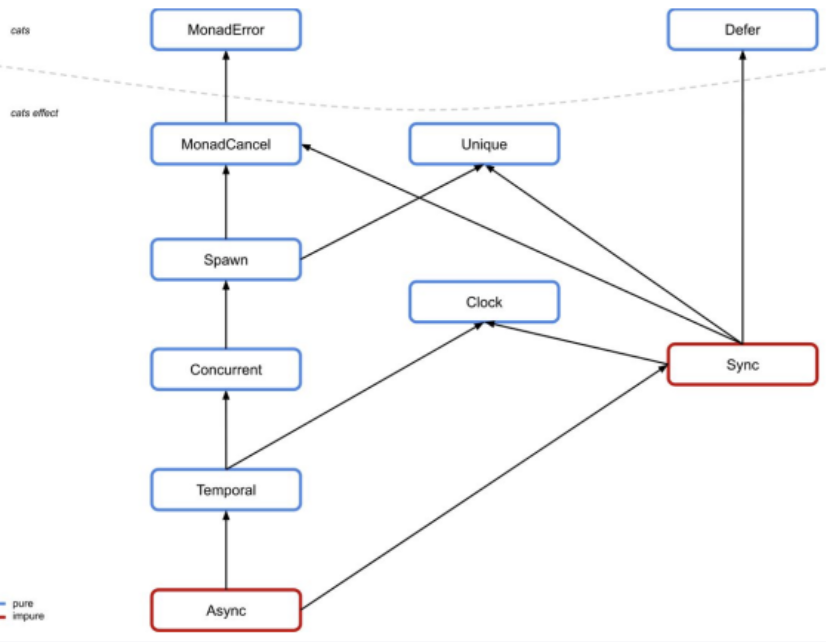 cats
MonadError
Defer
cats effect
MonadCancel
Unique
Spawn
Clock
Concurrent
Sync
Temporal
Async
pure
impure